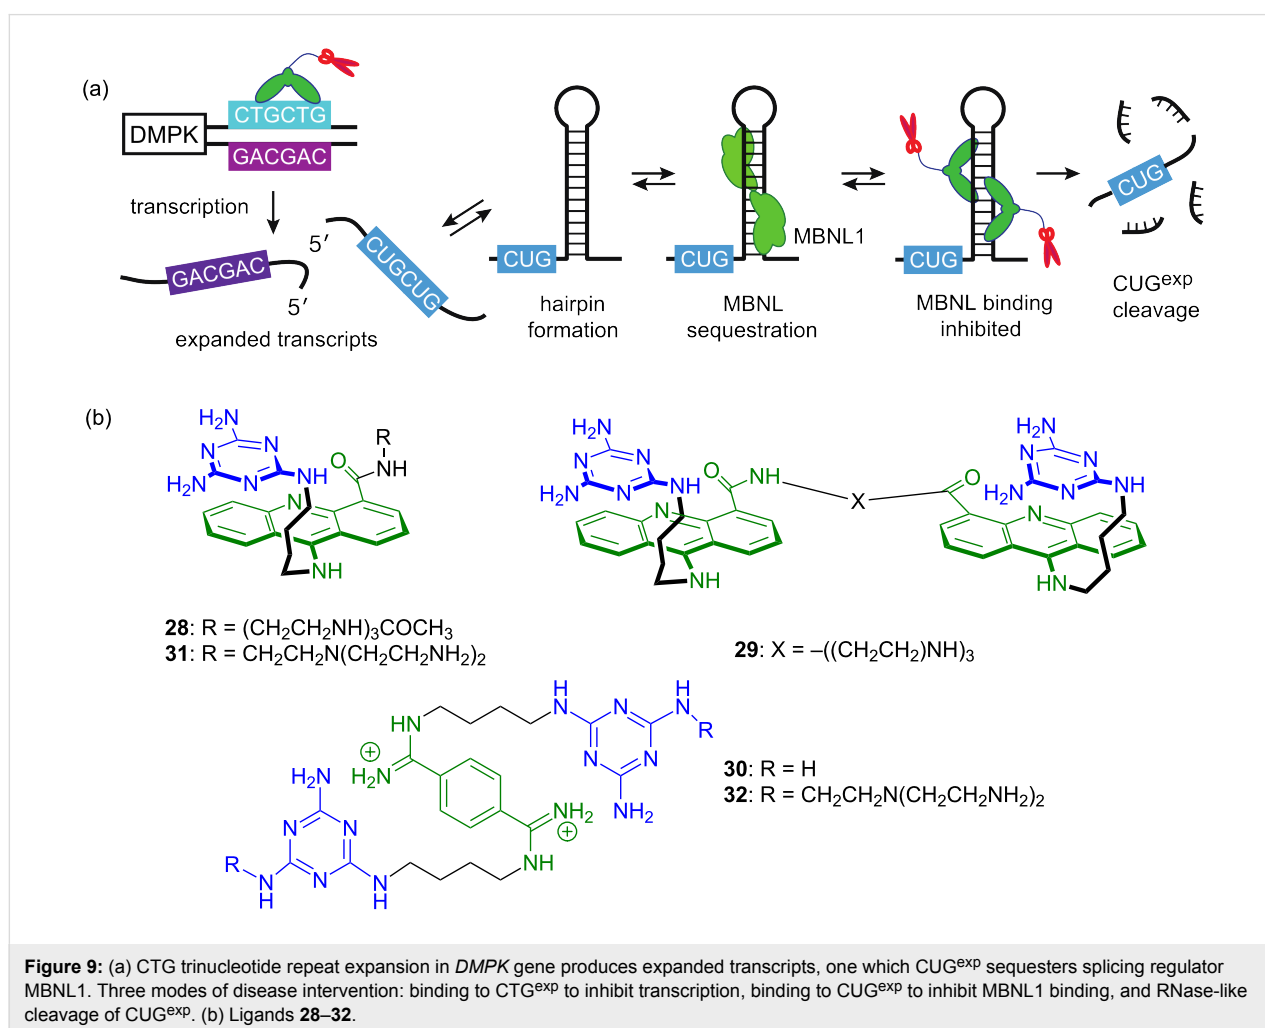 (a)
CTGCTG
DMPK
GACGAC
transcription
5′
CUGCUG
GACGAC
5′
expanded transcripts
CUG
hairpin
formation
CUG
MBNL1
MBNL
sequestration
CUG
MBNL binding
inhibited
CUG
CUGexp
cleavage
(b)
H2N
N
N
H2N
N
NH
O
R
NH
N
NH
28: R = (CH2CH2NH)3COCH3
31: R = CH2CH2N(CH2CH2NH2)2
H2N
N
N
H2N
N
NH
O
NH
N
NH
X
O
H2N
N
N
H2N
N
NH
N
HN
29: X = –((CH2CH2)NH)3
HN
H
N
N
H
N
R
N
N
N
NH2
⊕
H2N
NH2
⊕
NH
H2N
N
N
R
N
H
N
N
H
30: R = H
32: R = CH2CH2N(CH2CH2NH2)2
Figure 9: (a) CTG trinucleotide repeat expansion in DMPK gene produces expanded transcripts, one which CUGexp sequesters splicing regulator
MBNL1. Three modes of disease intervention: binding to CTGexp to inhibit transcription, binding to CUGexp to inhibit MBNL1 binding, and RNase-like
cleavage of CUGexp. (b) Ligands 28–32.